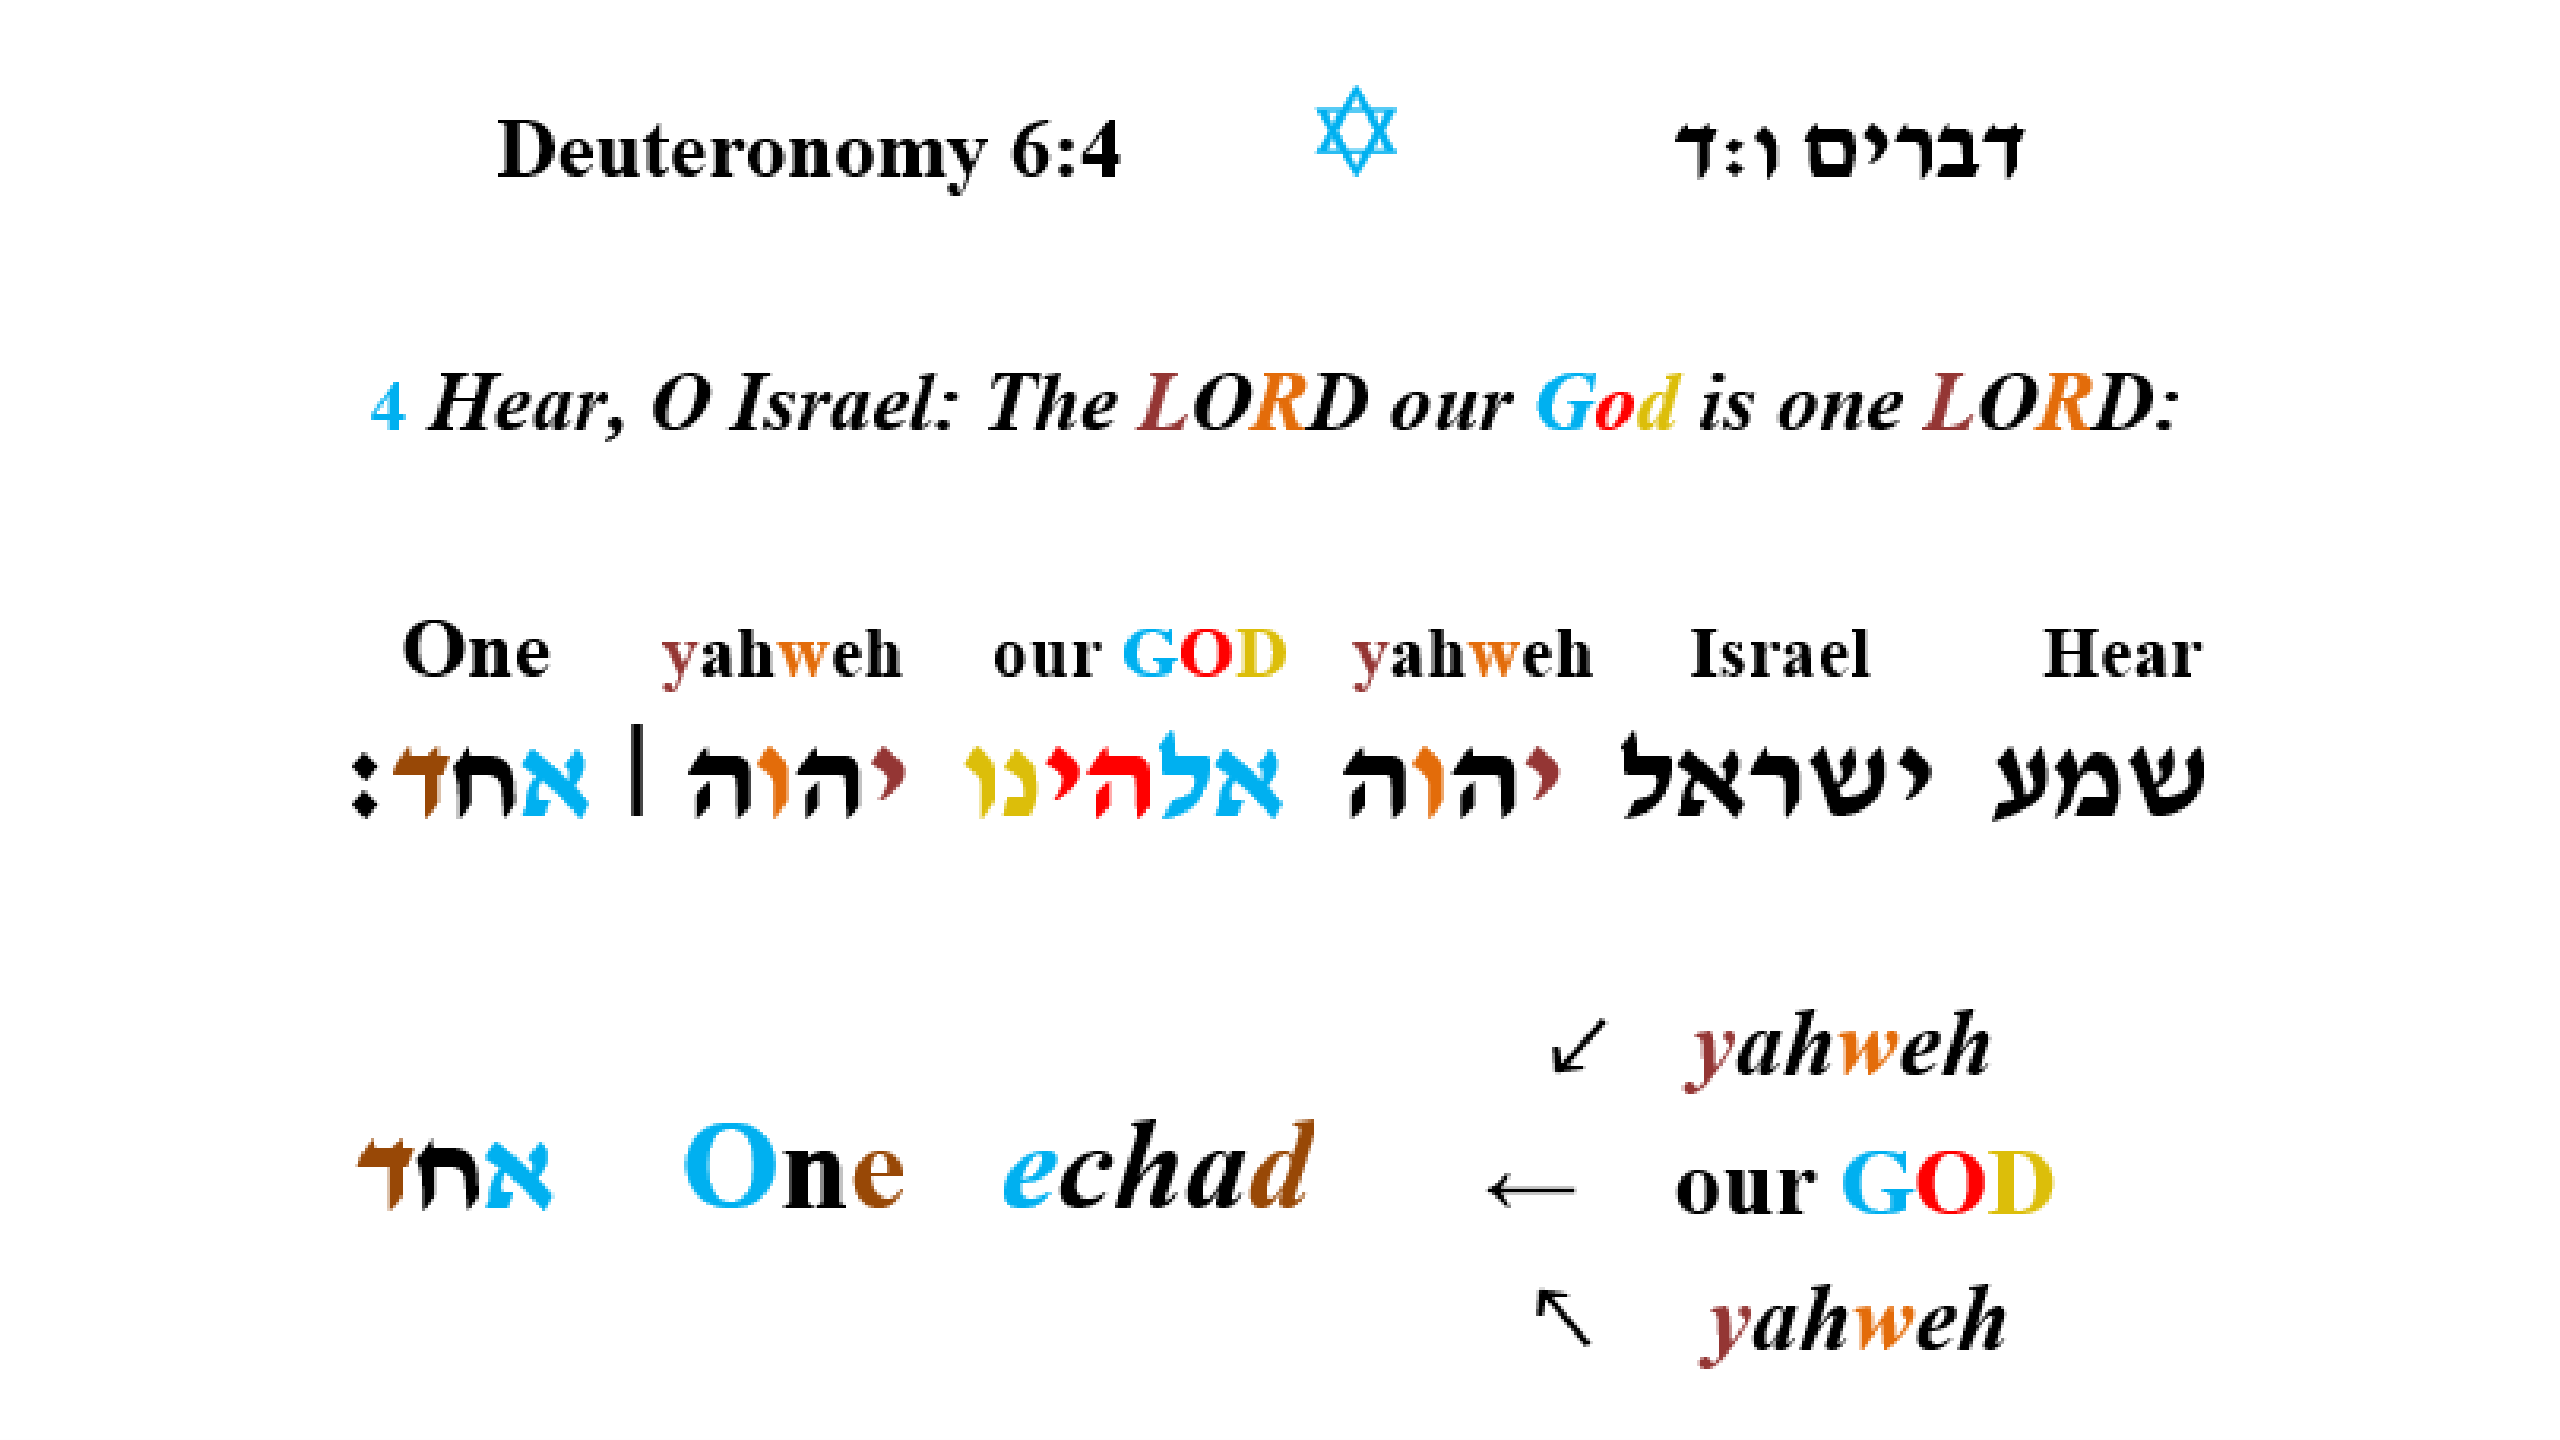 Deuteronomy 6:4 ✡ דברים ו:ד
4 Hear, O Israel: The LORD our God is one LORD:
One yahweh our GOD yahweh Israel Hear
שמע ישראל יהוה אלהינו יהוה | אחד:
↙ yahweh
אחד One echad ← our GOD
↖ yahweh